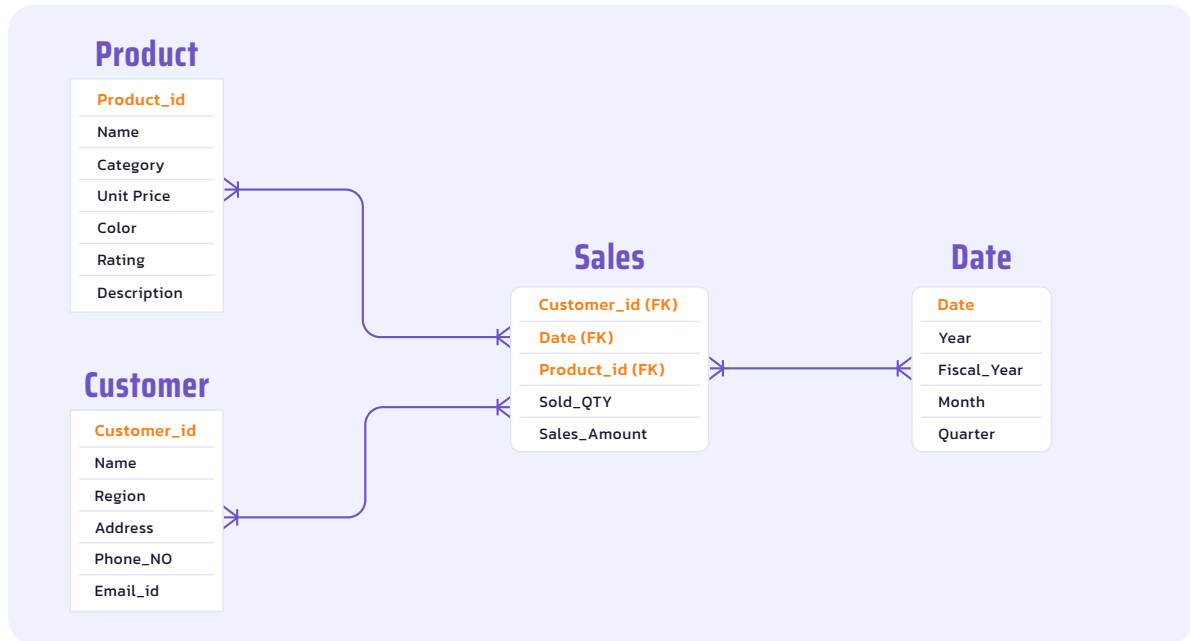 Product
Product_id
Name
Category
Unit Price
Color
Rating
Description
Customer
Customer_id
Name
Region
Address
Phone_NO
Email_id
Sales
Customer_id (FK)
Date (FK)
Product_id (FK)
Sold_QTY
Sales_Amount
Date
Date
Year
Fiscal_Year
Month
Quarter